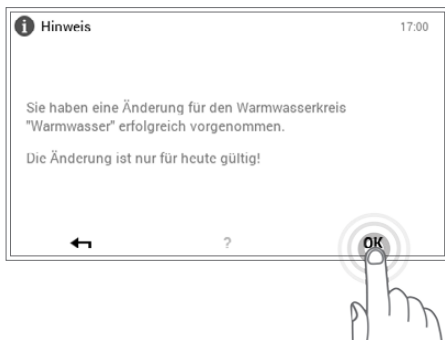 i Hinweis 17:00
Sie haben eine Änderung für den Warmwasserkreis
"Warmwasser" erfolgreich vorgenommen.
Die Änderung ist nur für heute gültig!
? OK